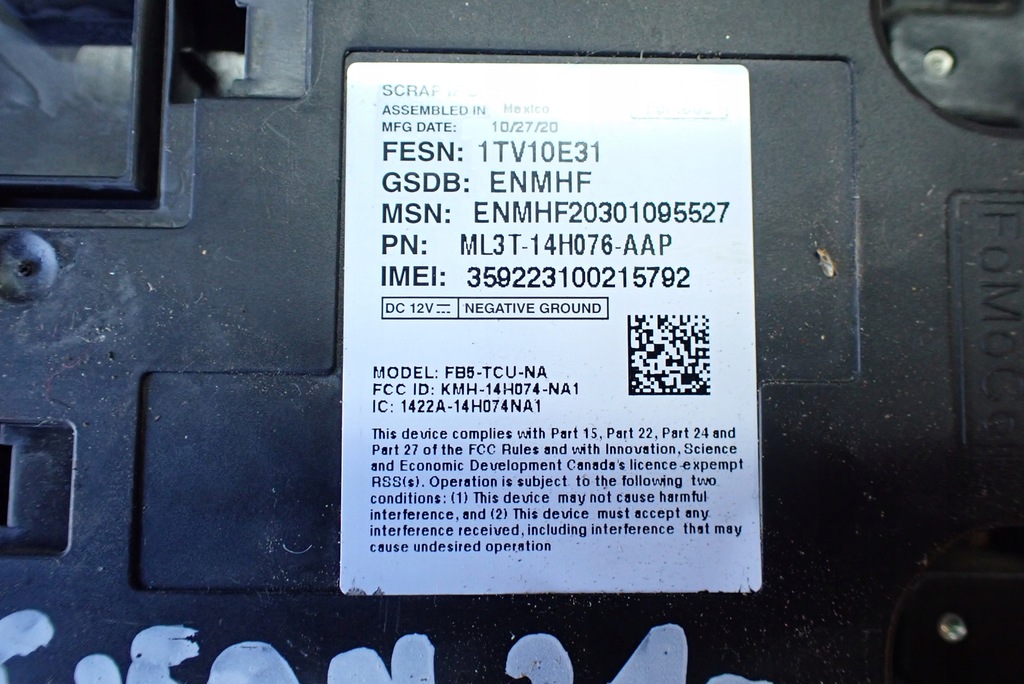 SCRAP
ASSEMBLED IN Mexico
MFG DATE: 10/27/20
FESN: 1TV10E31
GSDB: ENMHF
MSN: ENMHF20301095527
PN: ML3T-14H076-AAP
IMEI: 359223100215792
DC 12V NEGATIVE GROUND
MODEL: FB5-TCU-NA
FCC ID: KMH-14H074-NA1
IC: 1422A-14H074NA1
This device complies with Part 15, Part 22, Part 24 and
Part 27 of the FCC Rules and with Innovation, Science
and Economic Development Canada's licence-expempt
RSS(s). Operation is subject to the following two
conditions: (1) This device may not cause harmful
interference, and (2) This device must accept any
interference received, including interference that may
cause undesired operation
FoMoCo